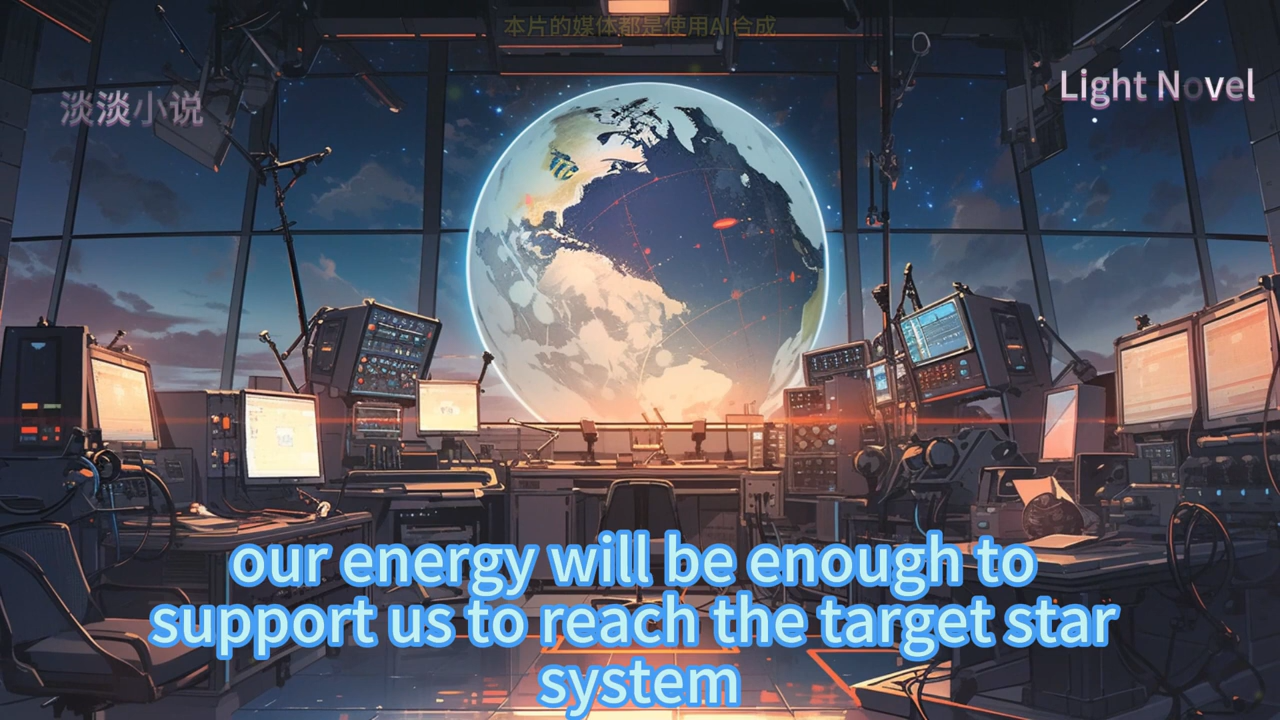 本片的媒体都是使用AI合成
淡淡小说
Light Novel
our energy will be enough to
support us to reach the target star
system